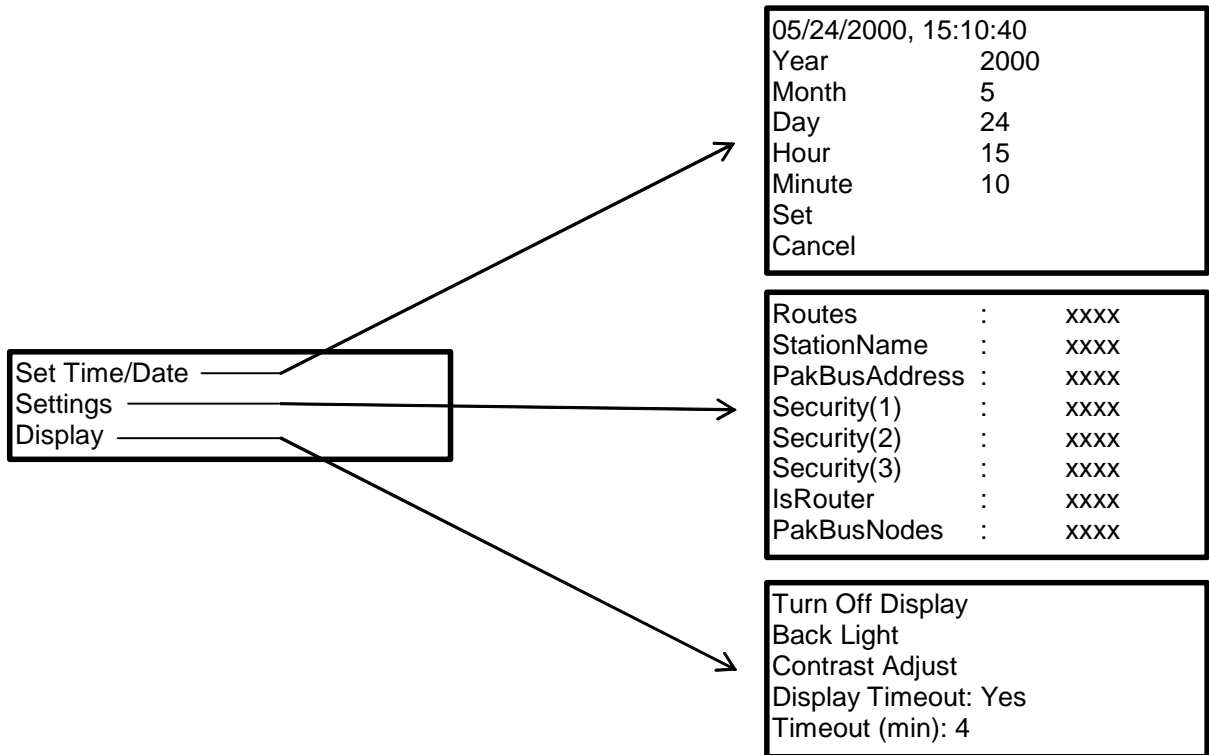 Set Time/Date
Settings
Display
05/24/2000, 15:10:40
Year 2000
Month 5
Day 24
Hour 15
Minute 10
Set
Cancel
Routes : xxxx
StationName : xxxx
PakBusAddress : xxxx
Security(1) : xxxx
Security(2) : xxxx
Security(3) : xxxx
IsRouter : xxxx
PakBusNodes : xxxx
Turn Off Display
Back Light
Contrast Adjust
Display Timeout: Yes
Timeout (min): 4